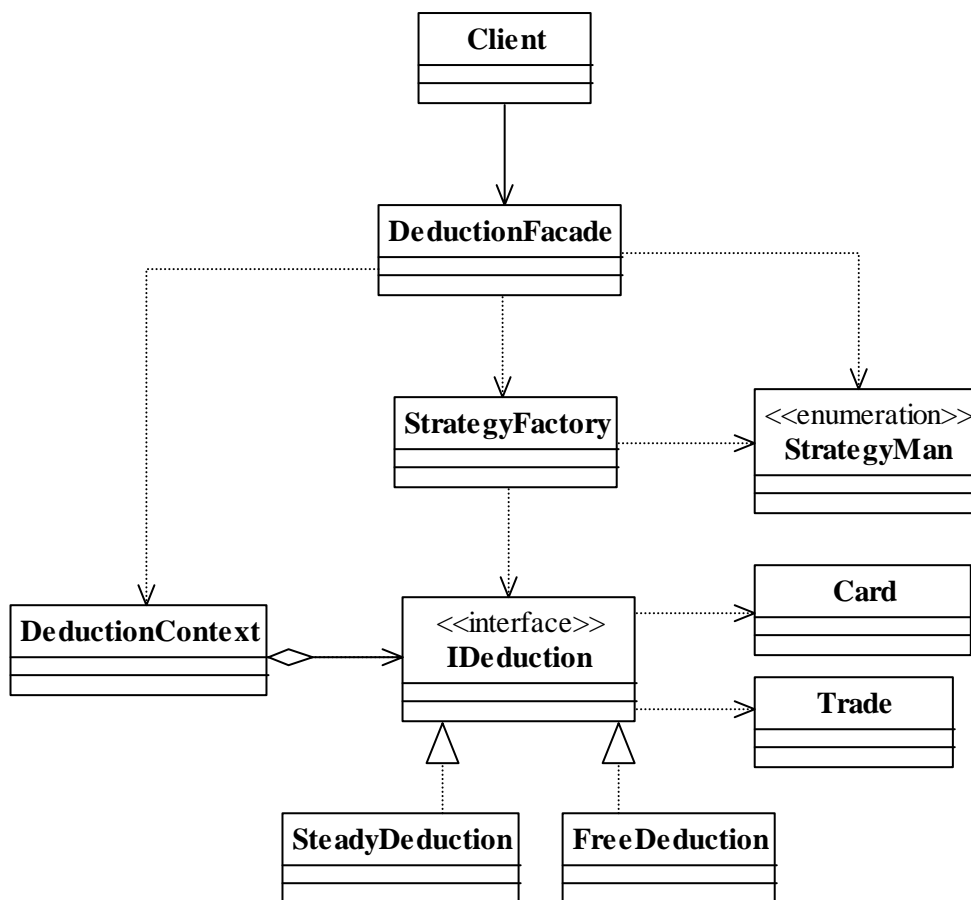 Client
DeductionFacade
StrategyFactory
<<enumeration>>
StrategyMan
DeductionContext
<<interface>>
IDeduction
Card
Trade
SteadyDeduction
FreeDeduction